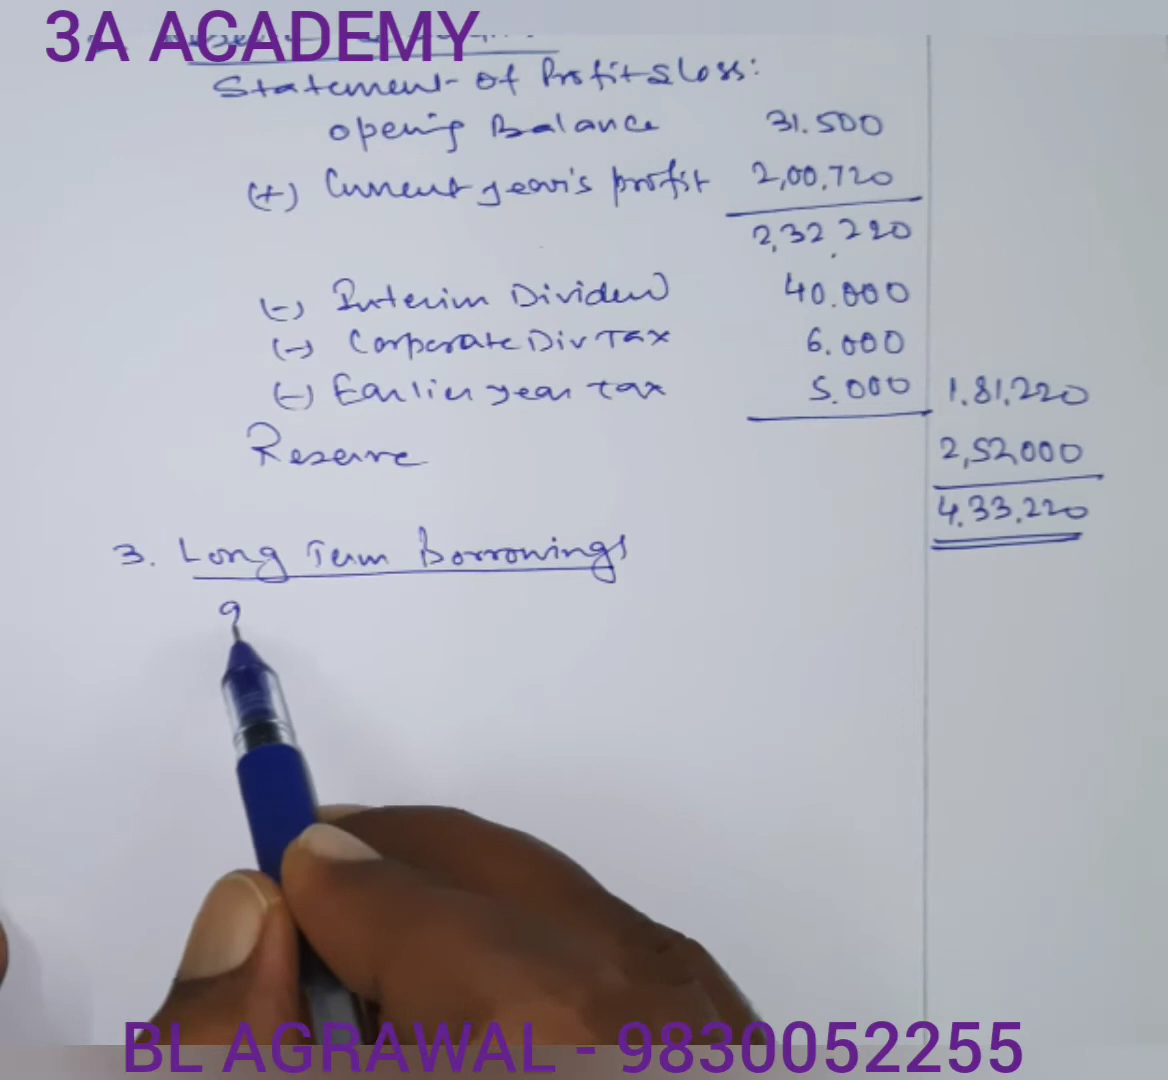 3A ACADEMY
Statement of Profit & Loss:
Opening Balance 31.500
(+) Current year's profit 2,00,720
2,32,220
(-) Interim Dividend 40.000
(-) Corporate Div Tax 6.000
(-) Earlier year tax 5.000 1.81.220
Reserve 2,52,000
4.33.220
3. Long Term Borrowings
9
BL AGRAWAL - 9830052255